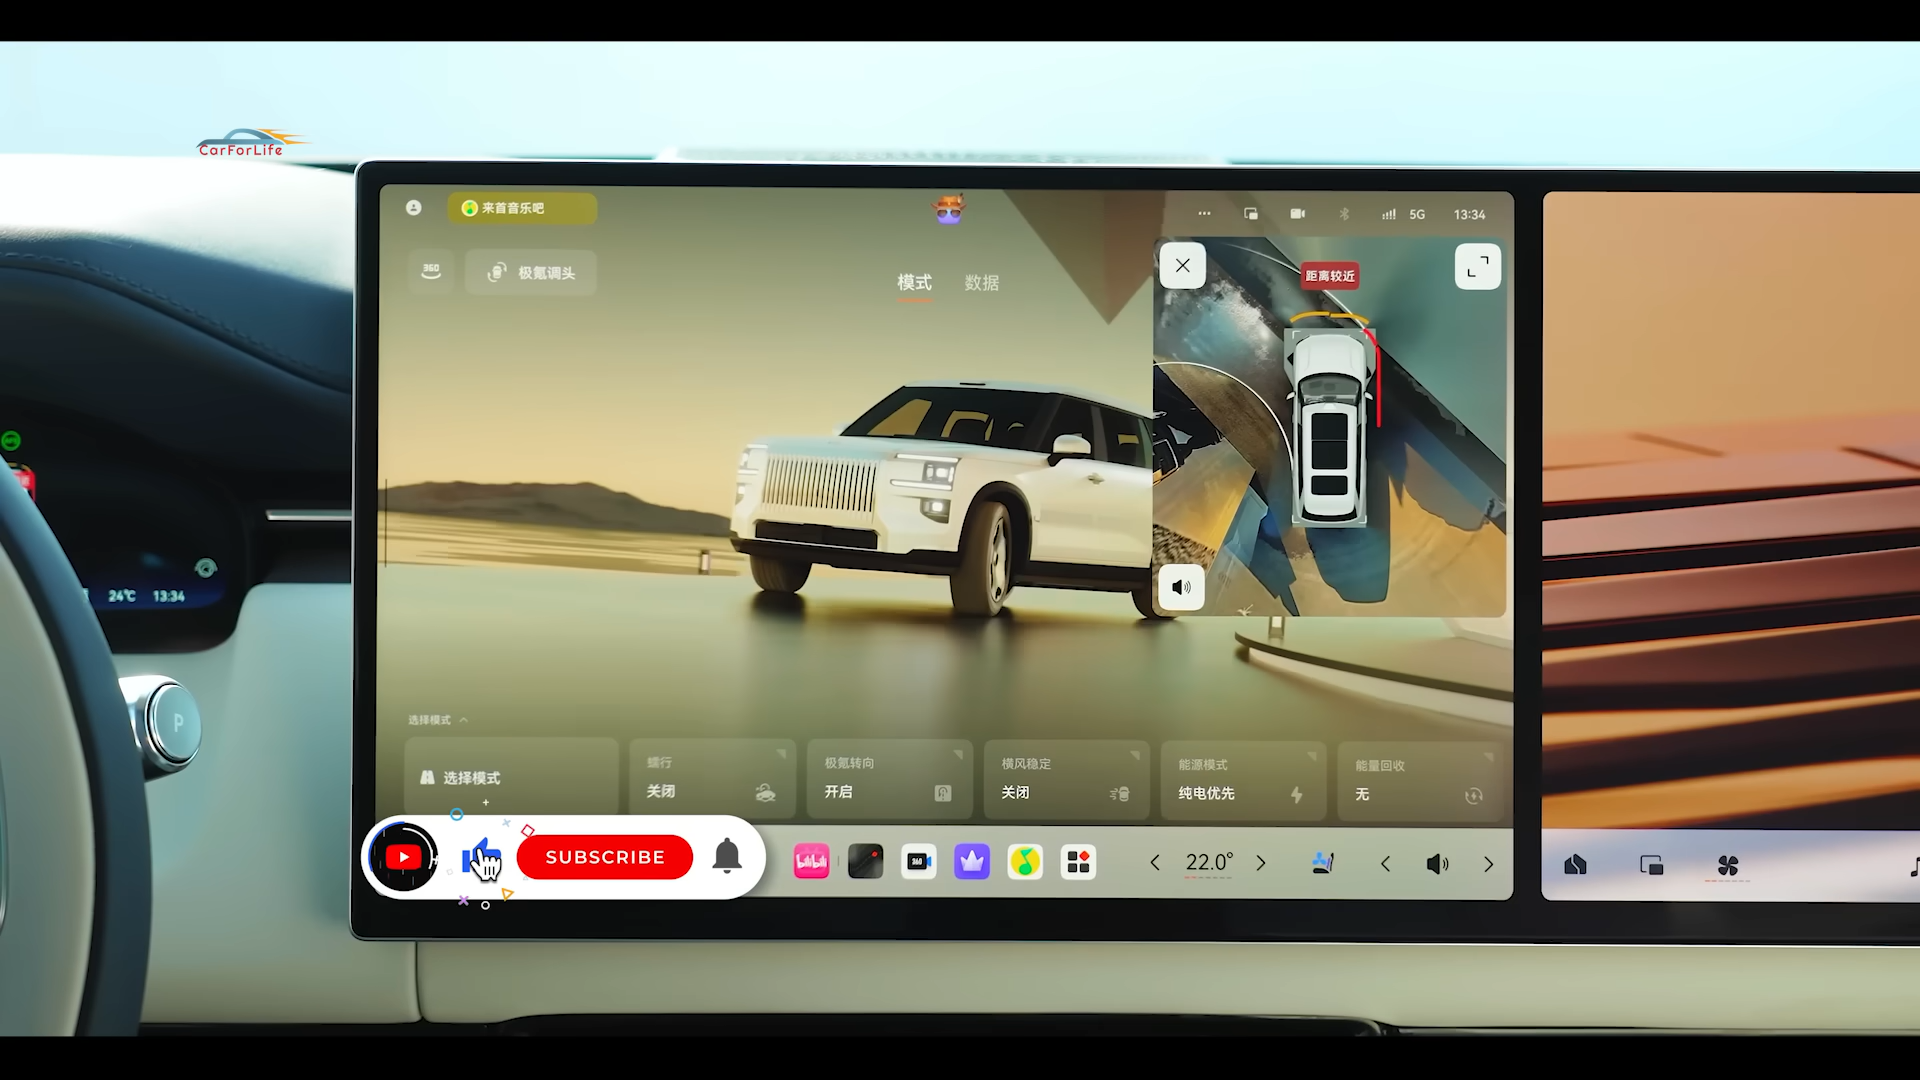 CarForLife
来首音乐吧
5G
13:34
360
极氪调头
模式
数据
距离较近
24℃ 13:34
P
选择模式
选择模式
蠕行
关闭
极氪转向
开启
横风稳定
关闭
能源模式
纯电优先
能量回收
无
SUBSCRIBE
bilibili
360
22.0°